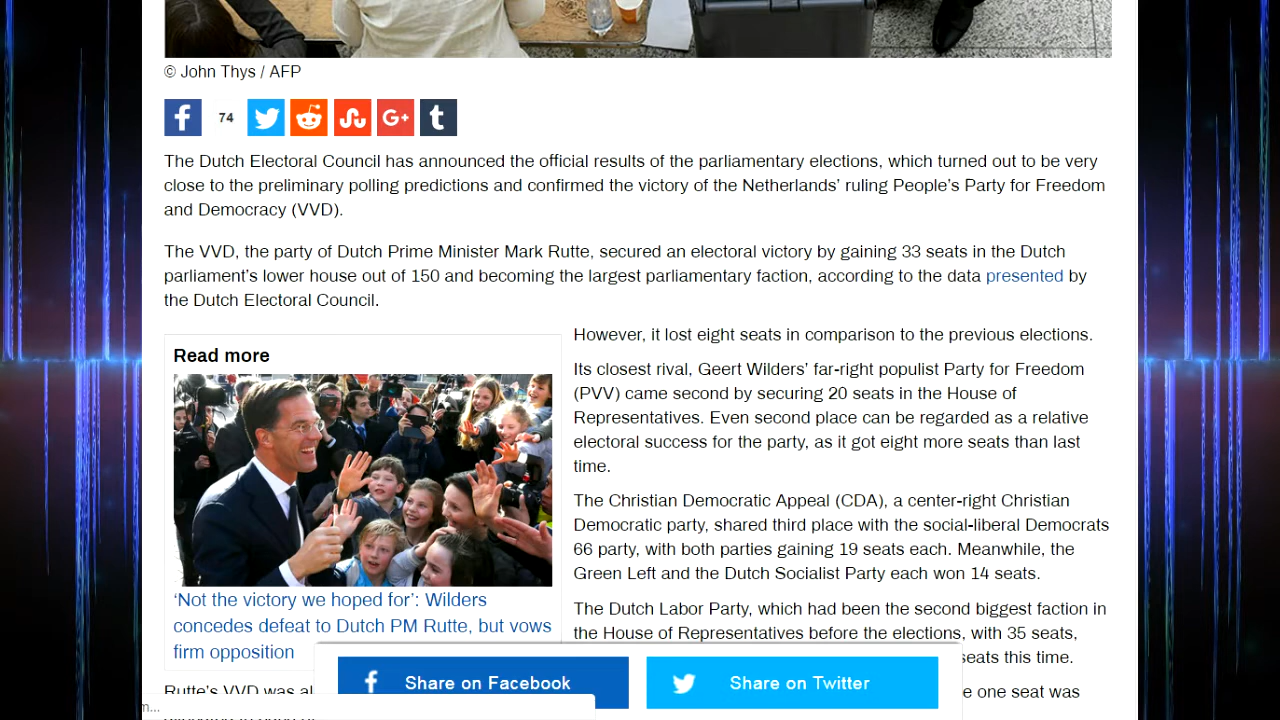 © John Thys / AFP
74
The Dutch Electoral Council has announced the official results of the parliamentary elections, which turned out to be very
close to the preliminary polling predictions and confirmed the victory of the Netherlands’ ruling People’s Party for Freedom
and Democracy (VVD).
The VVD, the party of Dutch Prime Minister Mark Rutte, secured an electoral victory by gaining 33 seats in the Dutch
parliament’s lower house out of 150 and becoming the largest parliamentary faction, according to the data presented by
the Dutch Electoral Council.
Read more
‘Not the victory we hoped for’: Wilders
concedes defeat to Dutch PM Rutte, but vows
firm opposition
However, it lost eight seats in comparison to the previous elections.
Its closest rival, Geert Wilders’ far-right populist Party for Freedom
(PVV) came second by securing 20 seats in the House of
Representatives. Even second place can be regarded as a relative
electoral success for the party, as it got eight more seats than last
time.
The Christian Democratic Appeal (CDA), a center-right Christian
Democratic party, shared third place with the social-liberal Democrats
66 party, with both parties gaining 19 seats each. Meanwhile, the
Green Left and the Dutch Socialist Party each won 14 seats.
The Dutch Labor Party, which had been the second biggest faction in
the House of Representatives before the elections, with 35 seats,
seats this time.
Rutte’s VVD was al
e one seat was
Share on Facebook
Share on Twitter
m...